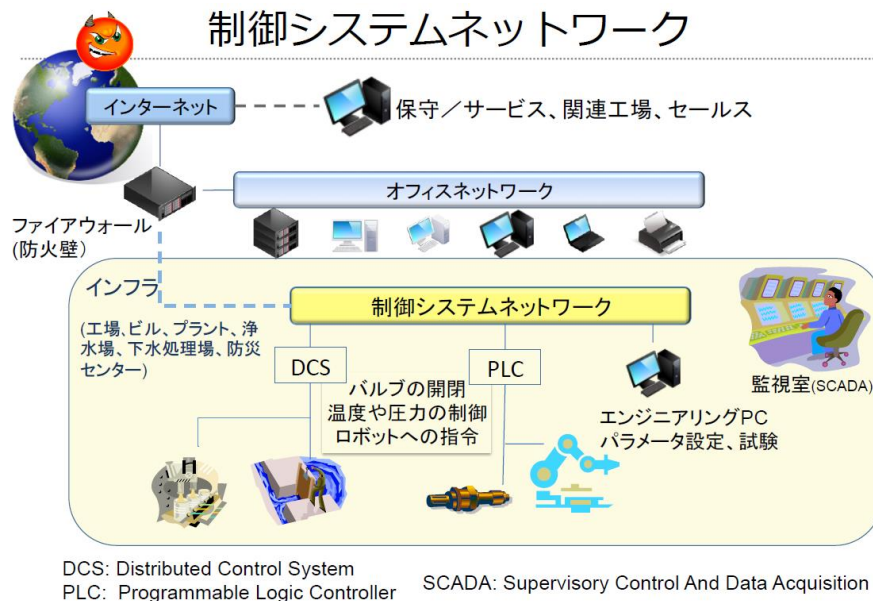 制御システムネットワーク
インターネット
保守／サービス、関連工場、セールス
オフィスネットワーク
ファイアウォール
(防火壁)
インフラ
(工場、ビル、プラント、浄
水場、下水処理場、防災
センター)
制御システムネットワーク
DCS
PLC
バルブの開閉
温度や圧力の制御
ロボットへの指令
エンジニアリングPC
パラメータ設定、試験
監視室(SCADA)
DCS: Distributed Control System
PLC: Programmable Logic Controller
SCADA: Supervisory Control And Data Acquisition